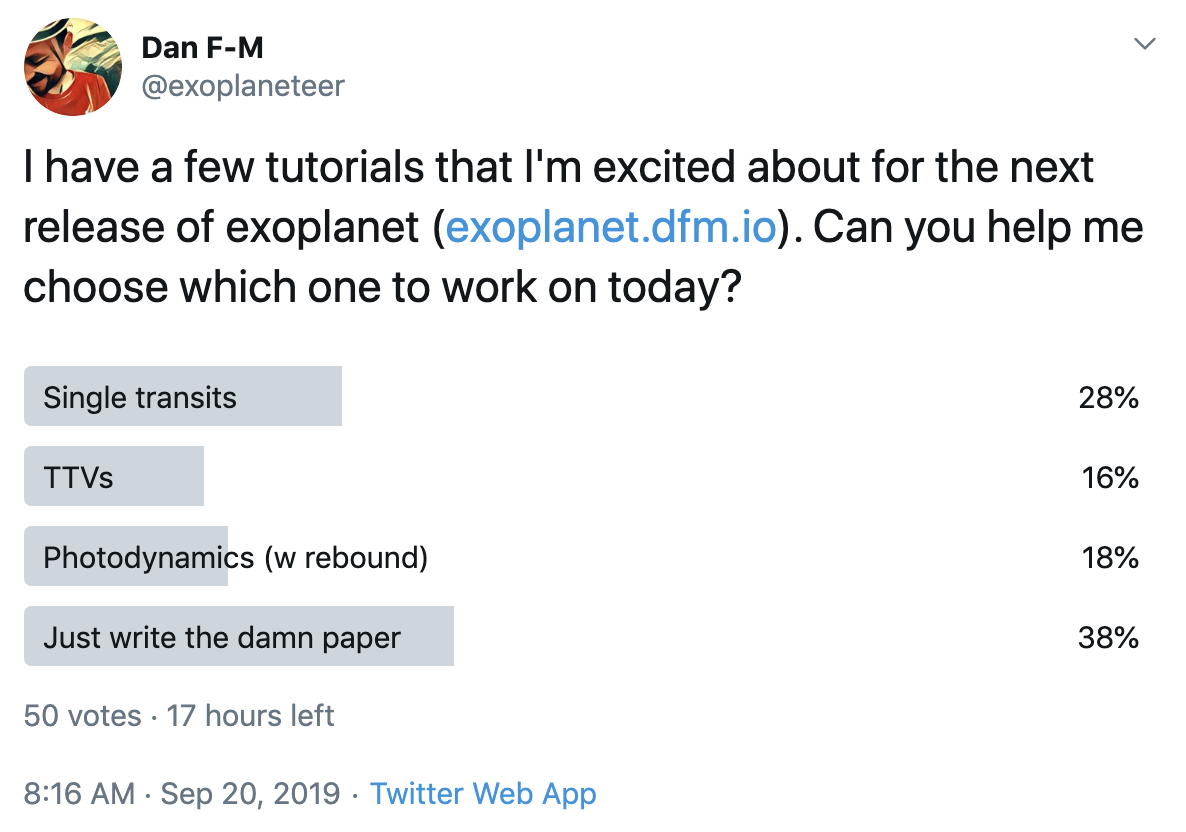 Dan F-M
@exoplaneteer
I have a few tutorials that I'm excited about for the next
release of exoplanet (exoplanet.dfm.io). Can you help me
choose which one to work on today?
Single transits 28%
TTVs 16%
Photodynamics (w rebound) 18%
Just write the damn paper 38%
50 votes · 17 hours left
8:16 AM · Sep 20, 2019 · Twitter Web App